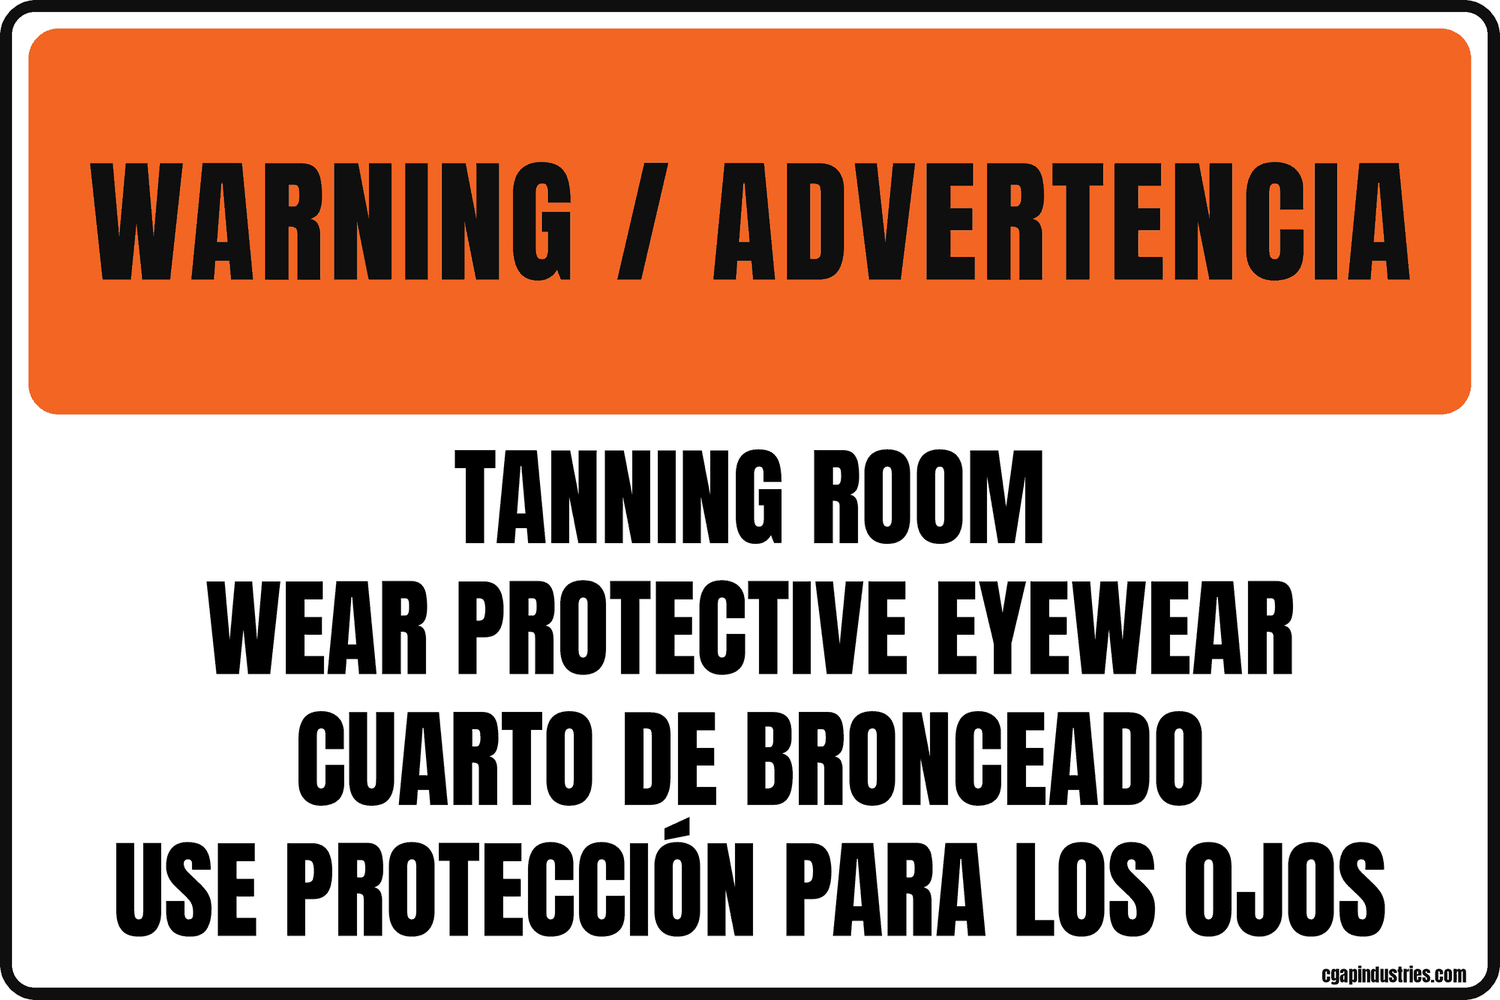 WARNING / ADVERTENCIA
TANNING ROOM
WEAR PROTECTIVE EYEWEAR
CUARTO DE BRONCEADO
USE PROTECCIÓN PARA LOS OJOS
cgapindustries.com